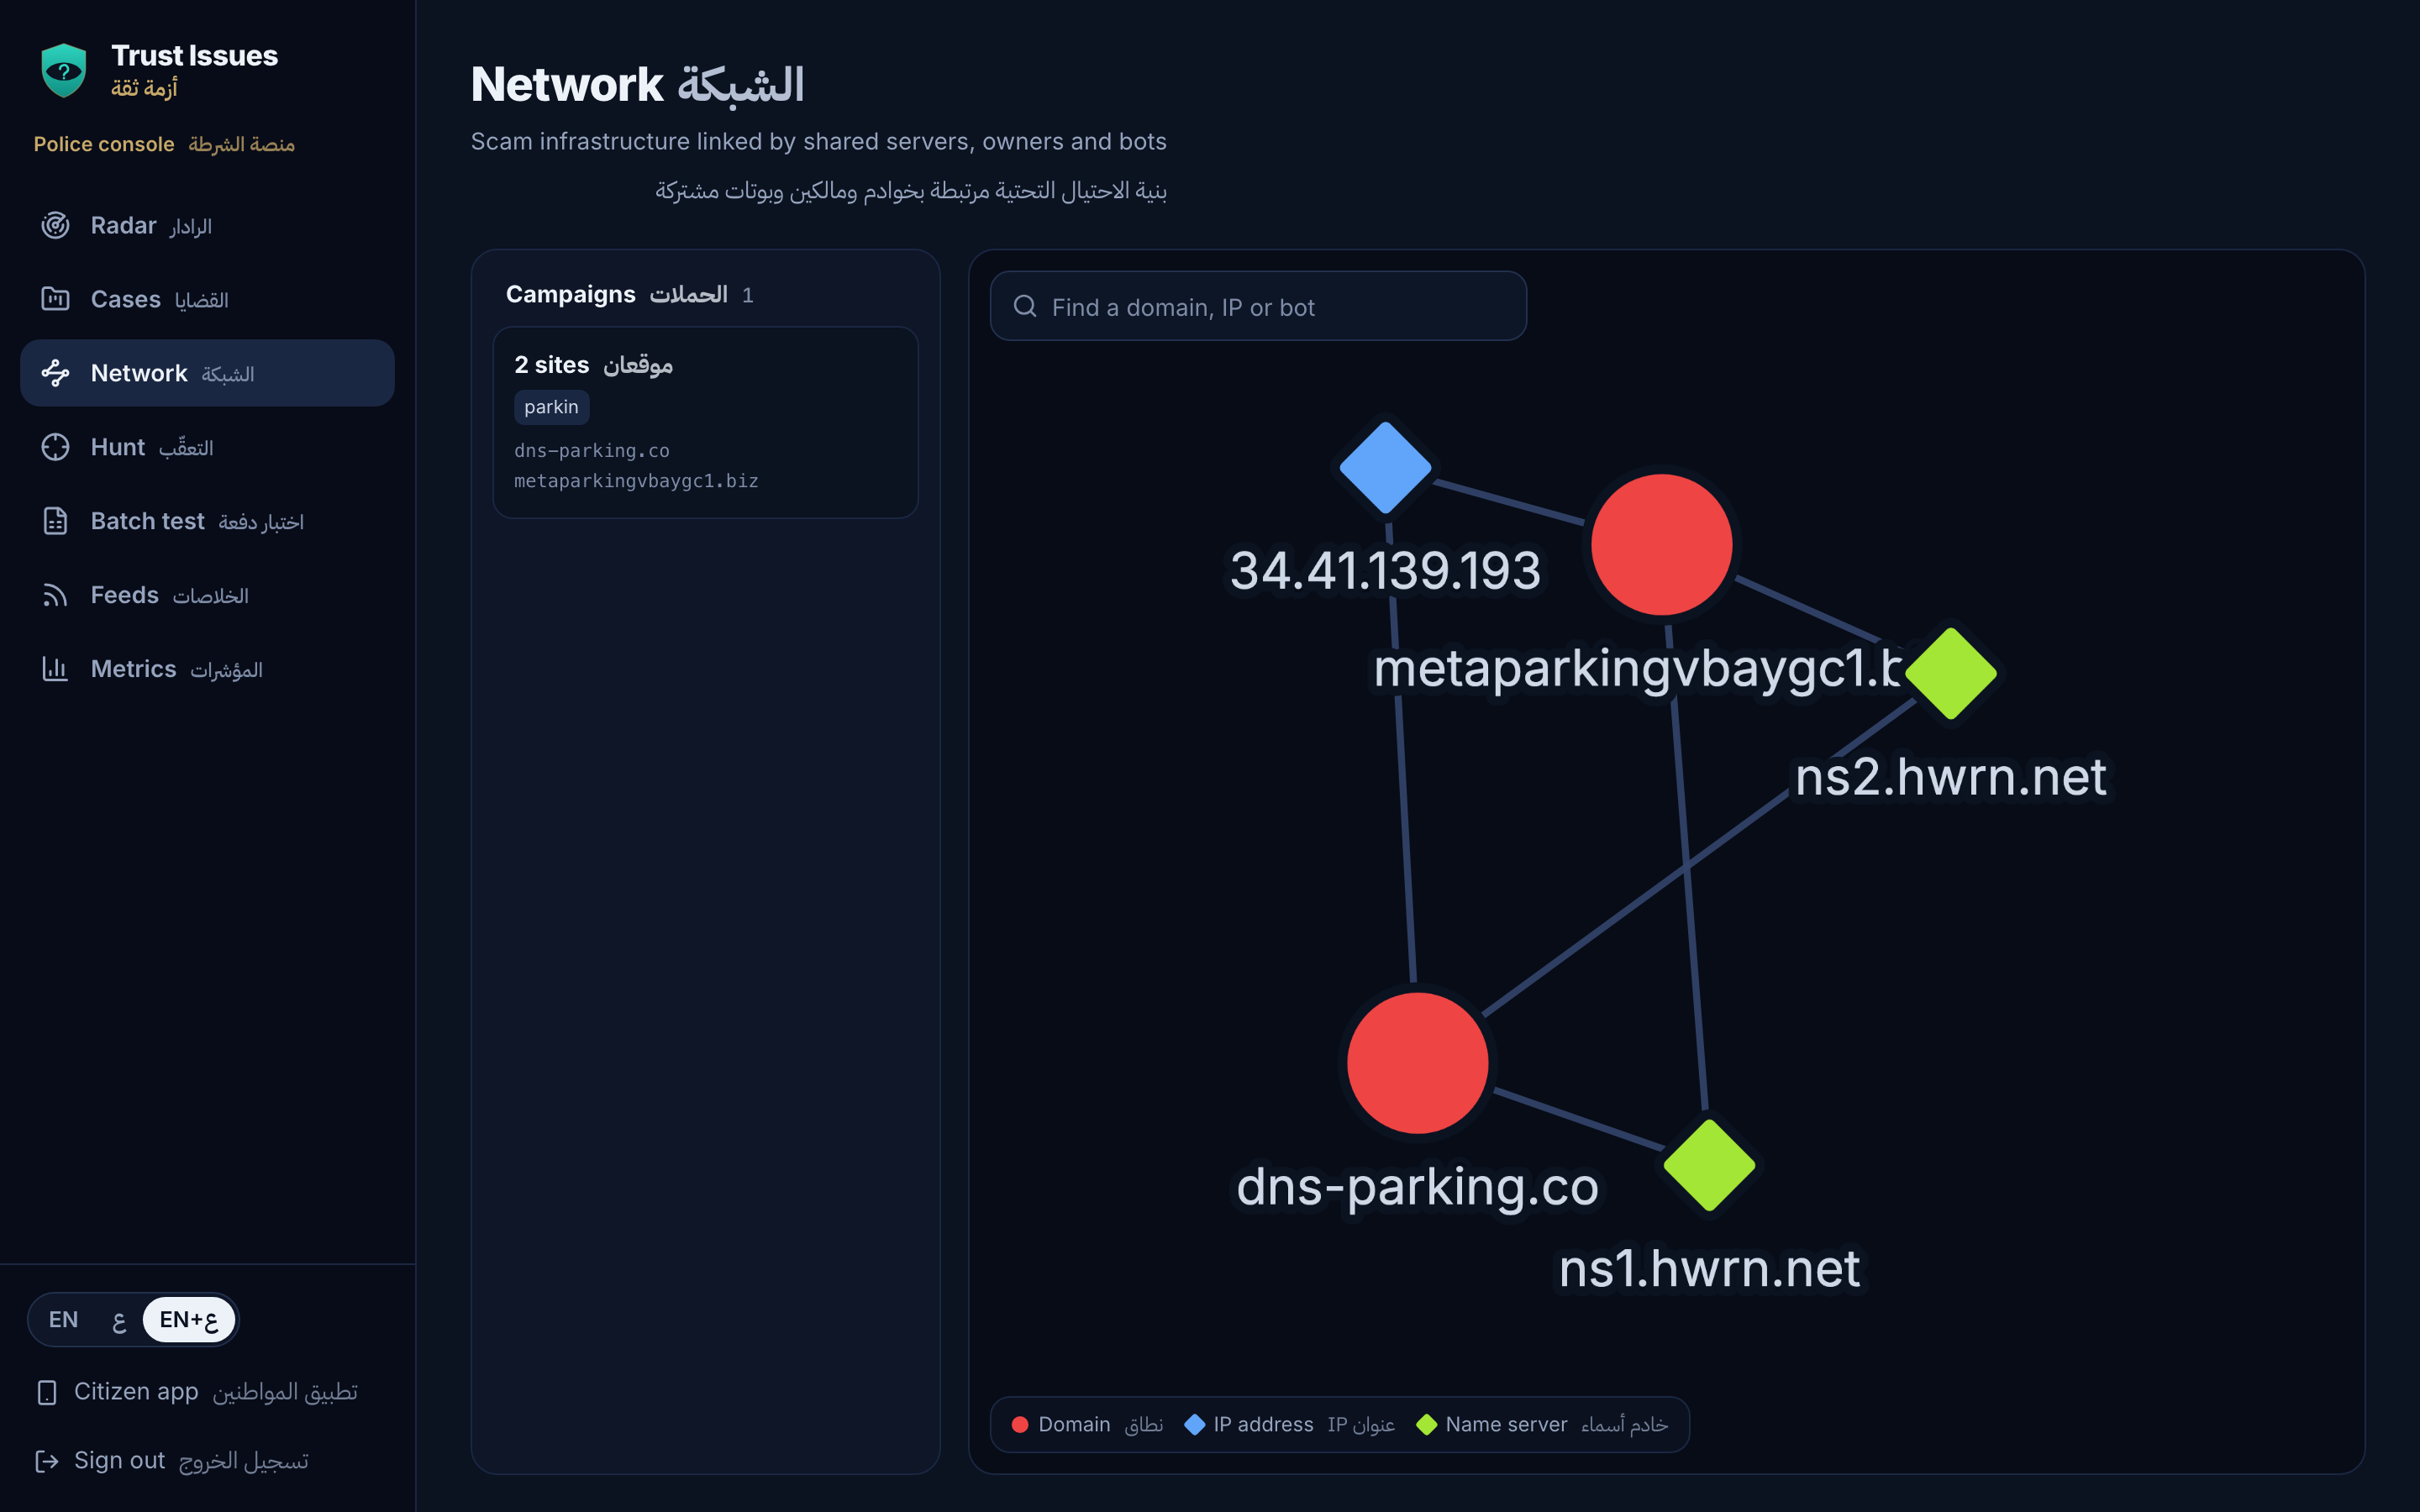 Trust Issues
أزمة ثقة
Police console منصة الشرطة
Radar الرادار
Cases القضايا
Network الشبكة
Hunt التعقّب
Batch test اختبار دفعة
Feeds الخلاصات
Metrics المؤشرات
EN ع EN+ع
Citizen app تطبيق المواطنين
Sign out تسجيل الخروج
Network الشبكة
Scam infrastructure linked by shared servers, owners and bots
بنية الاحتيال التحتية مرتبطة بخوادم ومالكين وبوتات مشتركة
Campaigns الحملات 1
2 sites موقعان
parkin
dns-parking.co
metaparkingvbaygc1.biz
Find a domain, IP or bot
34.41.139.193
metaparkingvbaygc1.b
ns2.hwrn.net
dns-parking.co
ns1.hwrn.net
Domain نطاق IP address عنوان IP Name server خادم أسماء